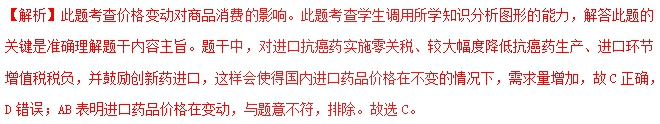 【解析】此题考查价格变动对商品消费的影响。此题考查学生调用所学知识分析图形的能力，解答此题的
关键是准确理解题干内容主旨。题干中，对进口抗癌药实施零关税、较大幅度降低抗癌药生产、进口环节
增值税税负，并鼓励创新药进口，这样会使得国内进口药品价格在不变的情况下，需求量增加，故C正确，
D错误；AB表明进口药品价格在变动，与题意不符，排除。故选C。